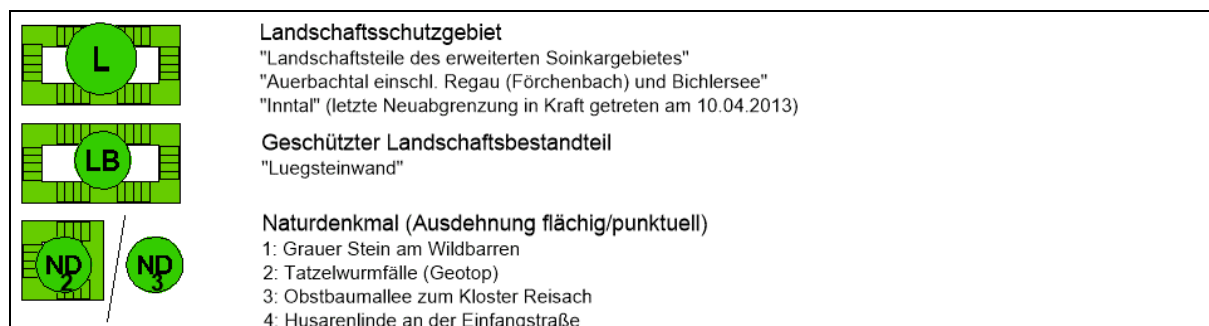 L
Landschaftsschutzgebiet
"Landschaftsteile des erweiterten Soinkargebietes"
"Auerbachtal einschl. Regau (Förchenbach) und Bichlersee"
"Inntal" (letzte Neuabgrenzung in Kraft getreten am 10.04.2013)
LB
Geschützter Landschaftsbestandteil
"Luegsteinwand"
ND
2
ND
3
Naturdenkmal (Ausdehnung flächig/punktuell)
1: Grauer Stein am Wildbarren
2: Tatzelwurmfälle (Geotop)
3: Obstbaumallee zum Kloster Reisach
4: Husarenlinde an der Einfangstraße